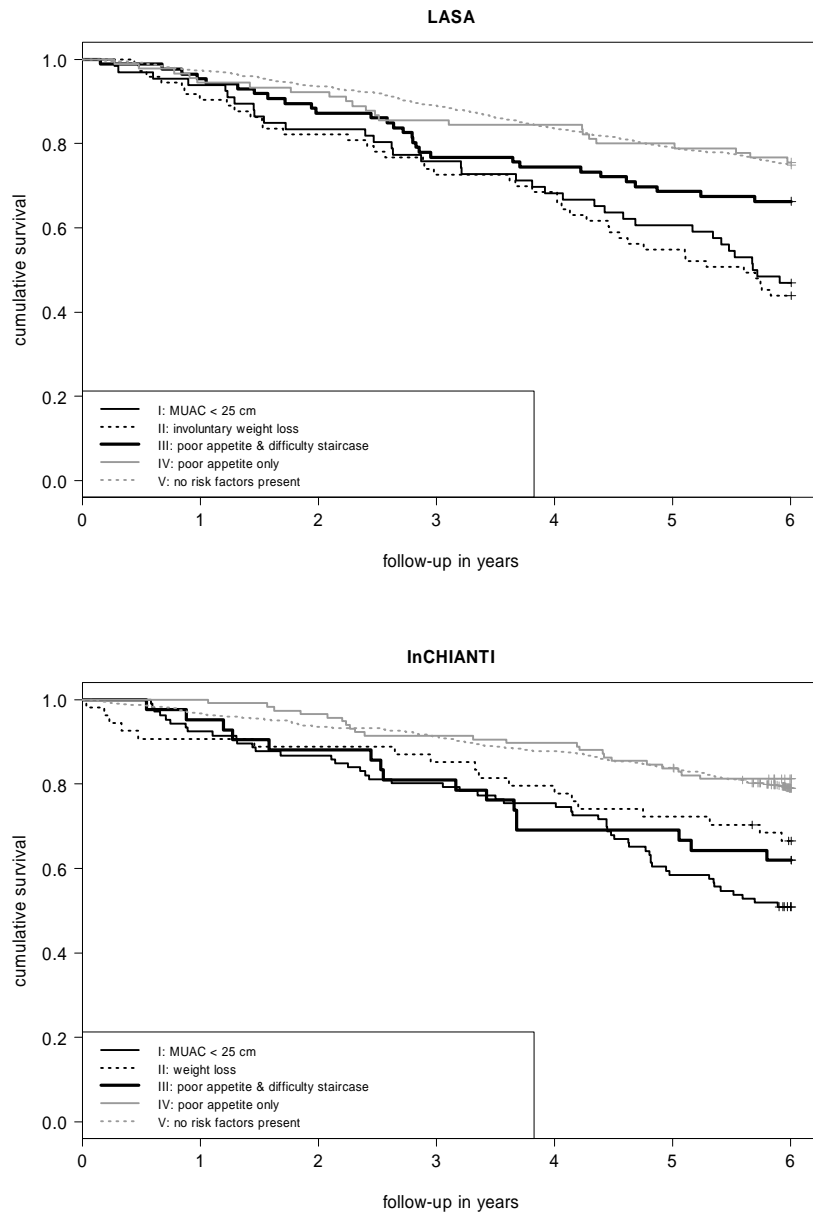 LASA
1.0
0.8
0.6
0.4
0.2
0.0
cumulative survival
I: MUAC < 25 cm
II: involuntary weight loss
III: poor appetite & difficulty staircase
IV: poor appetite only
V: no risk factors present
0 1 2 3 4 5 6
follow-up in years
InCHIANTI
1.0
0.8
0.6
0.4
0.2
0.0
cumulative survival
I: MUAC < 25 cm
II: weight loss
III: poor appetite & difficulty staircase
IV: poor appetite only
V: no risk factors present
0 1 2 3 4 5 6
follow-up in years